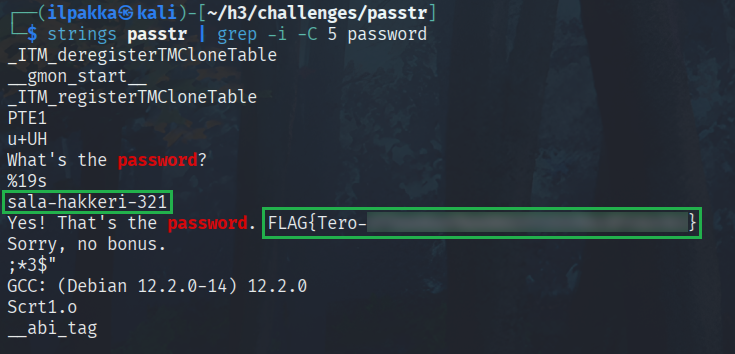 ┌──(ilpakka㉿kali)-[~/h3/challenges/passtr]
└─$ strings passtr | grep -i -C 5 password
_ITM_deregisterTMCloneTable
__gmon_start__
_ITM_registerTMCloneTable
PTE1
u+UH
What's the password?
%19s
sala-hakkeri-321
Yes! That's the password. FLAG{Tero-}
Sorry, no bonus.
;*3$"
GCC: (Debian 12.2.0-14) 12.2.0
Scrt1.o
__abi_tag